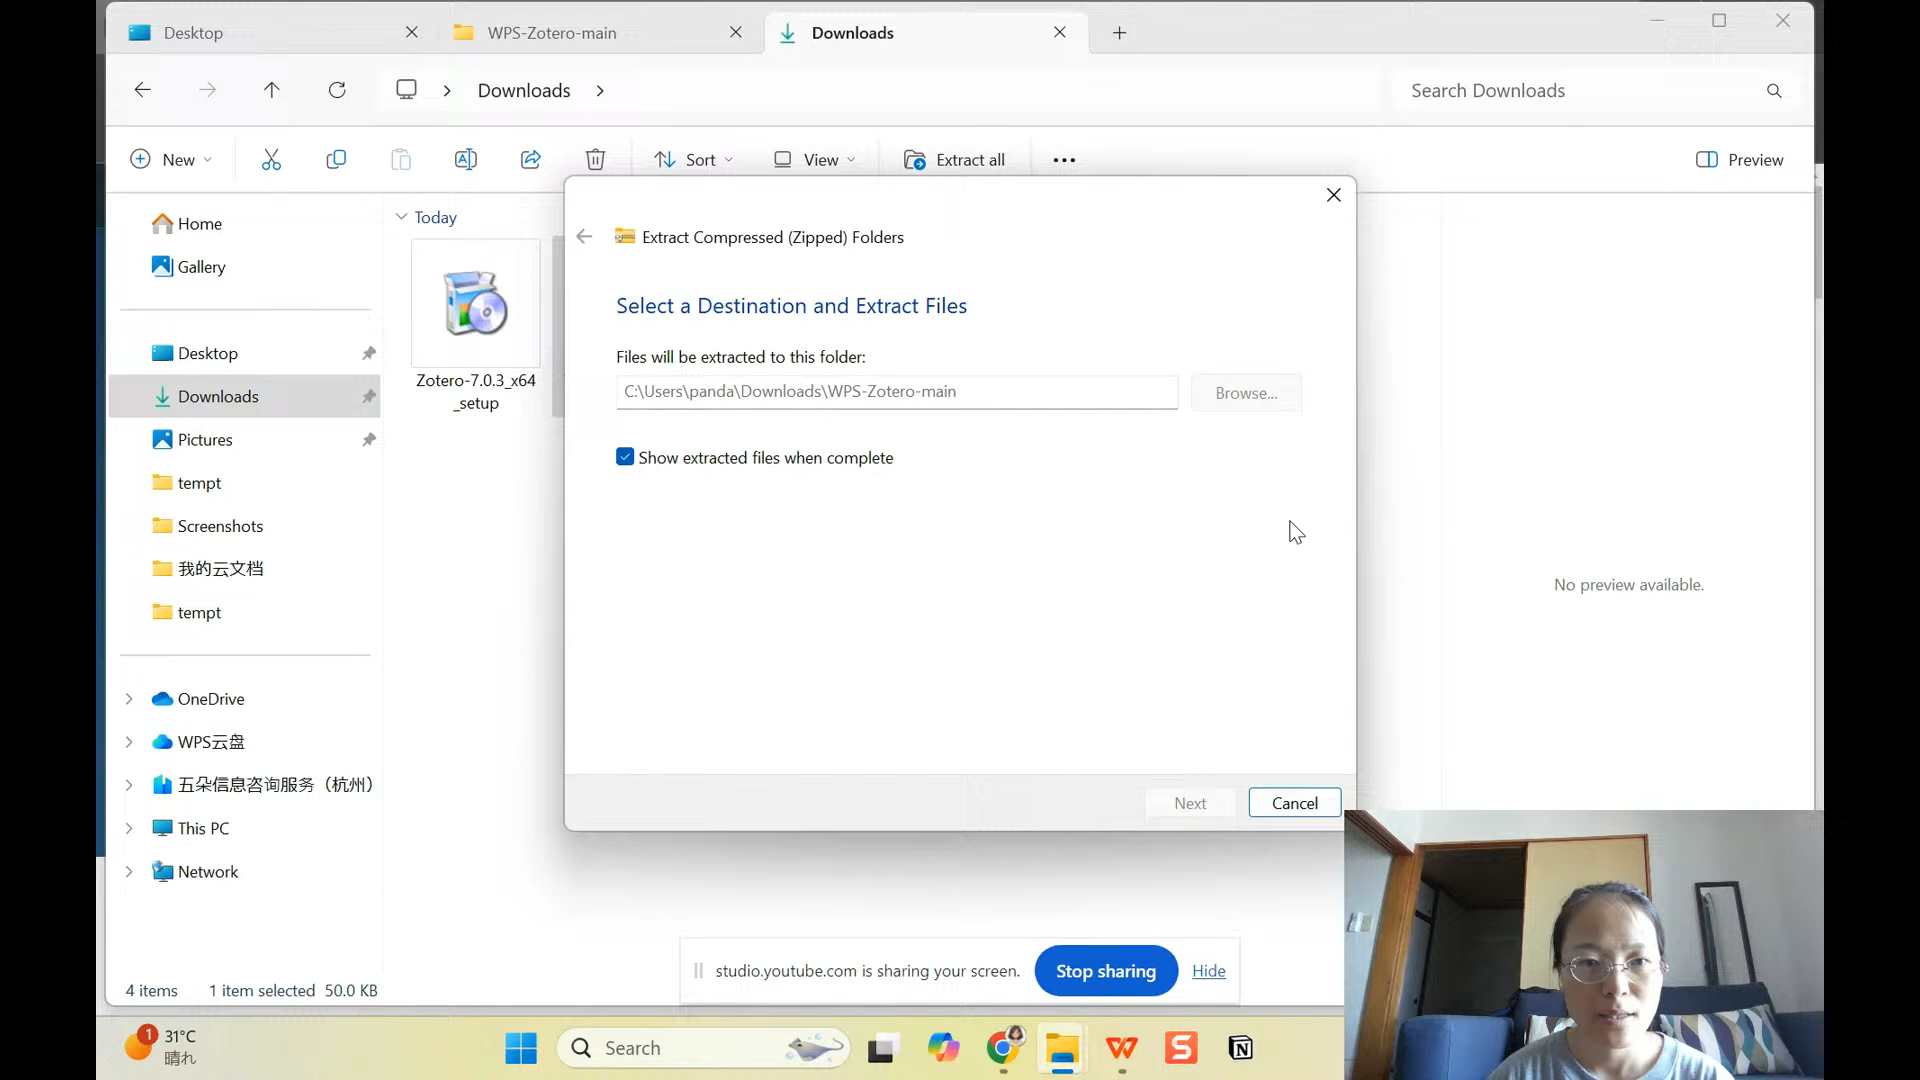 Desktop
WPS-Zotero-main
Downloads
Downloads
Search Downloads
New
Sort
View
Extract all
Preview
Home
Gallery
Desktop
Downloads
Pictures
tempt
Screenshots
我的云文档
tempt
OneDrive
WPS云盘
五朵信息咨询服务（杭州）
This PC
Network
Today
Zotero-7.0.3_x64
_setup
Extract Compressed (Zipped) Folders
Select a Destination and Extract Files
Files will be extracted to this folder:
C:\Users\panda\Downloads\WPS-Zotero-main
Browse...
Show extracted files when complete
Next
Cancel
No preview available.
studio.youtube.com is sharing your screen.
Stop sharing
Hide
4 items
1 item selected 50.0 KB
1
31°C
晴れ
Search